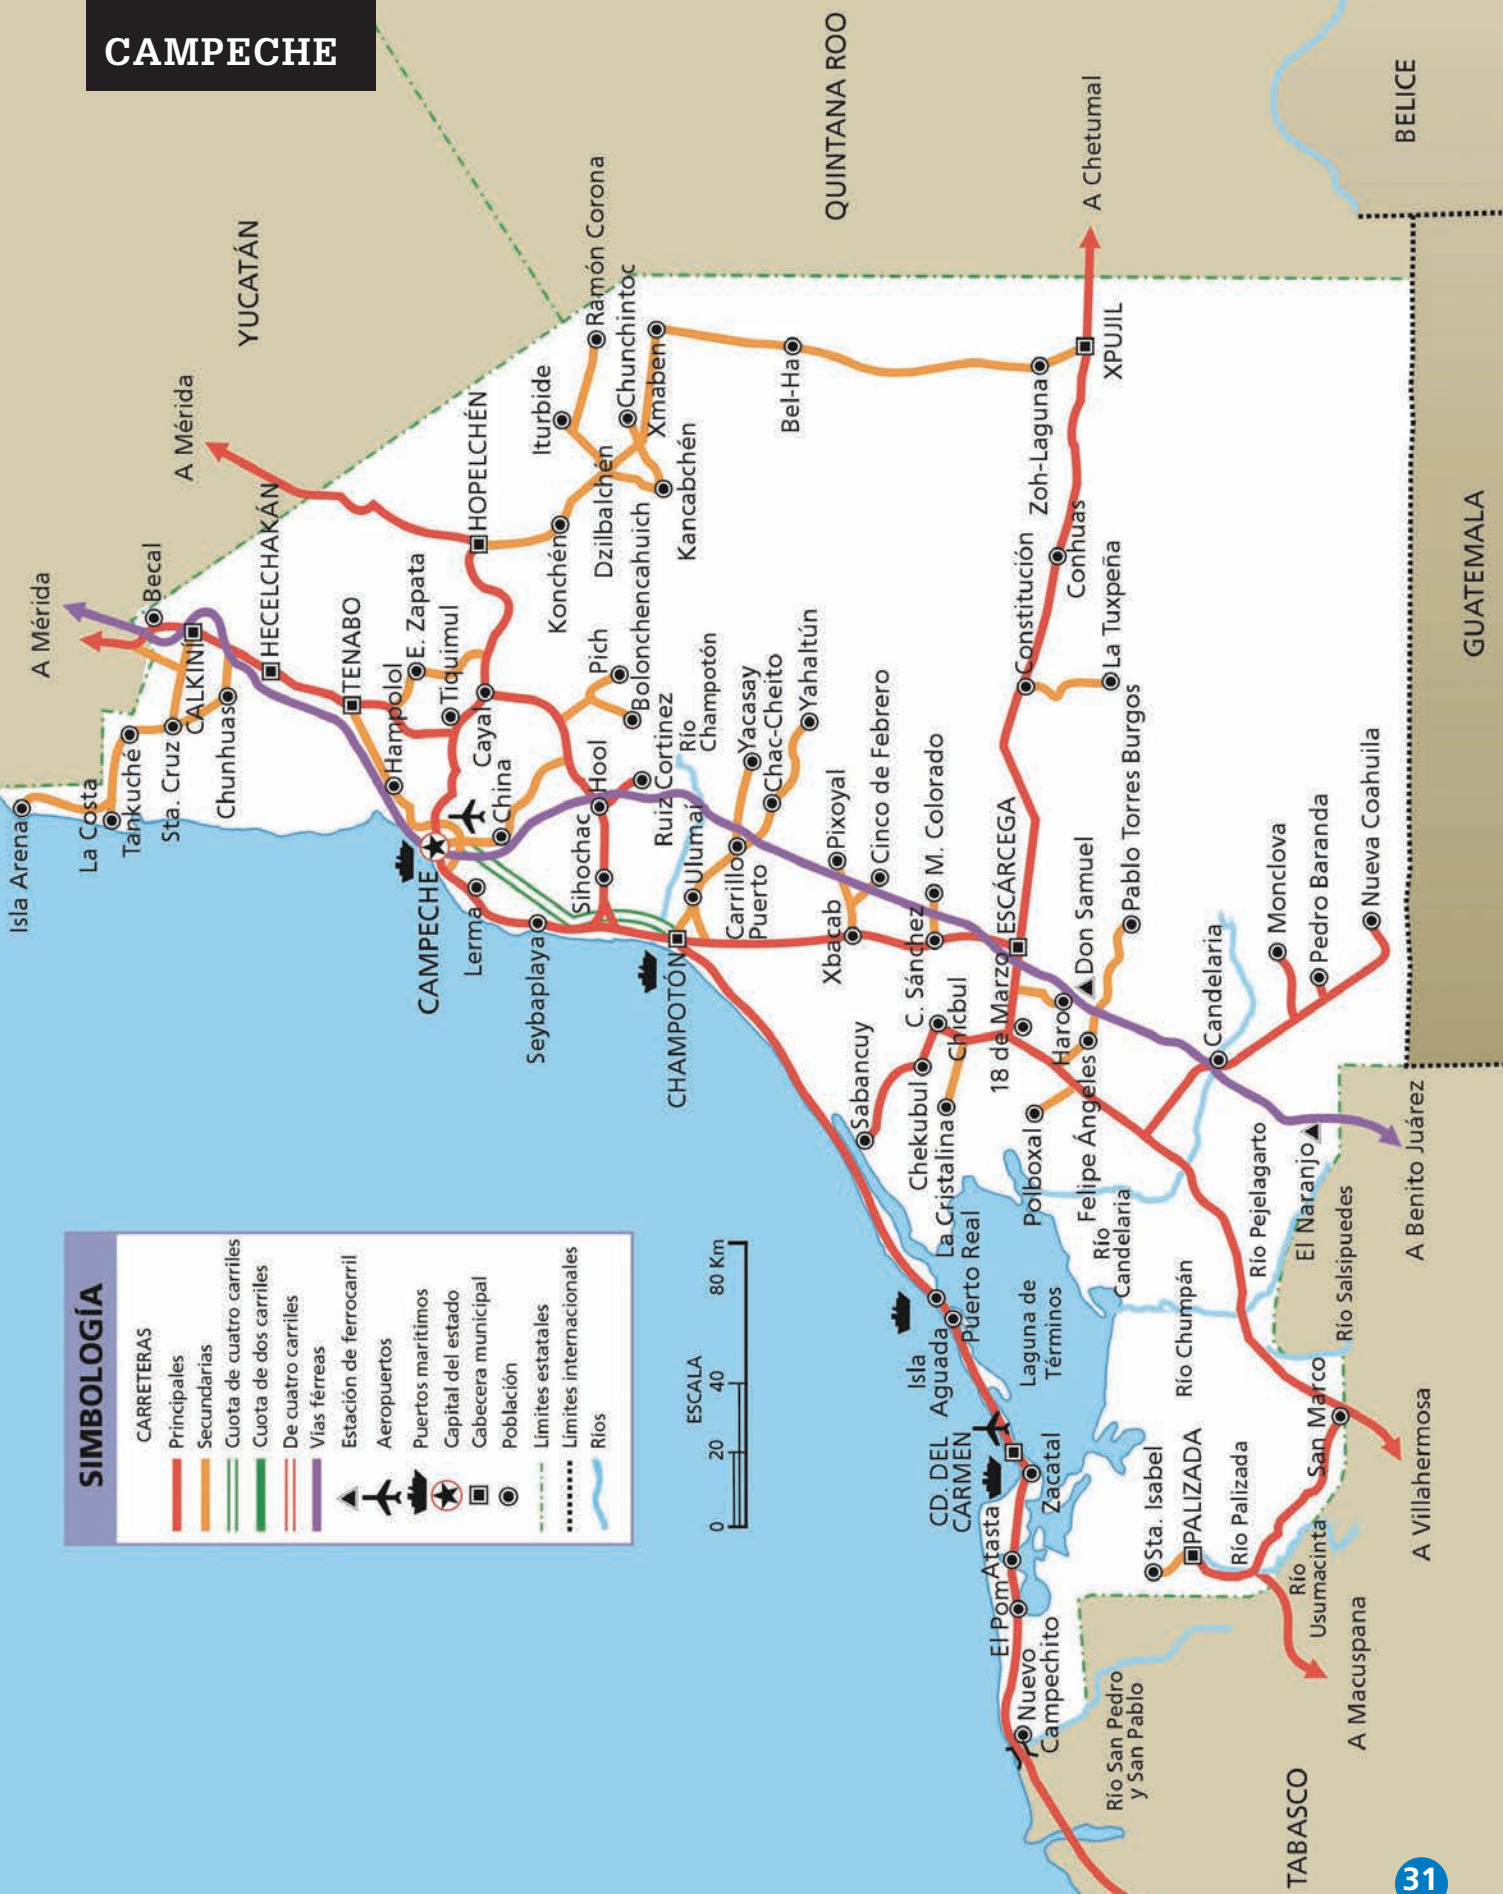 CAMPECHE
SIMBOLOGÍA
CARRETERAS
Principales
Secundarias
Cuota de cuatro carriles
Cuota de dos carriles
De cuatro carriles
Vías férreas
Estación de ferrocarril
Aeropuertos
Puertos marítimos
Capital del estado
Cabecera municipal
Población
Límites estatales
Límites internacionales
Ríos
ESCALA
0
20
40
80 Km
YUCATÁN
QUINTANA ROO
BELICE
GUATEMALA
TABASCO
A Mérida
A Mérida
A Chetumal
A Benito Juárez
A Villahermosa
A Macuspana
Isla Arena
La Costa
Tankuché
Sta. Cruz
CALKINÍ
Chunhuas
Becal
HECELCHAKÁN
TENABO
Hampolol
E. Zapata
Tiquimul
Cayal
China
HOPELCHÉN
Iturbide
Ramón Corona
Chunchintoc
Xmaben
Konchén
Dzilbalchén
Kancabchén
Bolonchencahuich
Pich
Hool
Ruiz Cortinez
Río
Champotón
CAMPECHE
Lerma
Seybaplaya
Sihochac
CHAMPOTÓN
Ulumal
Carrillo
Puerto
Yacasay
Chac-Cheito
Yahaltún
Bel-Ha
Zoh-Laguna
XPUJIL
Conhuas
Constitución
La Tuxpeña
Pixoyal
Cinco de Febrero
Xbacab
M. Colorado
C. Sánchez
ESCÁRCEGA
18 de Marzo
Chicbul
Sabancuy
Chekubul
La Cristalina
Haro
Don Samuel
Pablo Torres Burgos
Polboxal
Felipe Ángeles
Candelaria
Monclova
Pedro Baranda
Nueva Coahuila
Río
Candelaria
Río Pejelagarto
El Naranjo
Río Salsipuedes
Río Chumpán
Isla
Aguada
Puerto Real
Laguna de
Términos
CD. DEL
CARMEN
Zacatal
Atasta
El Pom
Nuevo
Campechito
Sta. Isabel
PALIZADA
Río Palizada
San Marco
Río
Usumacinta
Río San Pedro
y San Pablo
31